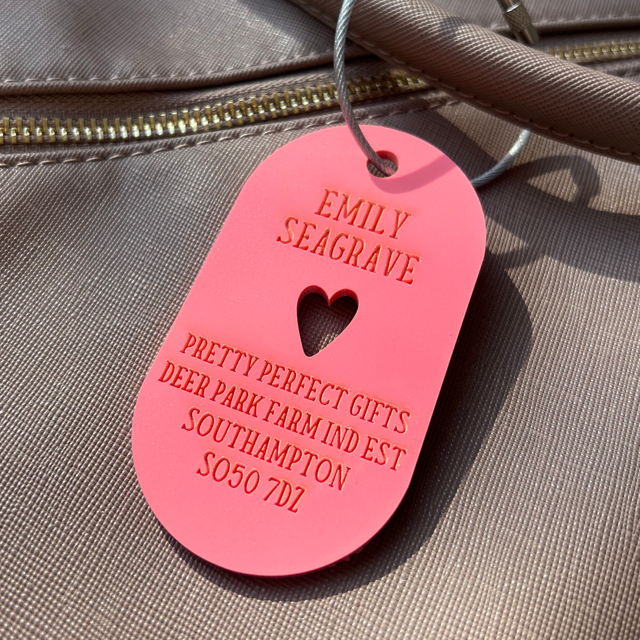 EMILY
SEAGRAVE
PRETTY PERFECT GIFTS
DEER PARK FARM IND EST
SOUTHAMPTON
SO50 7DZ